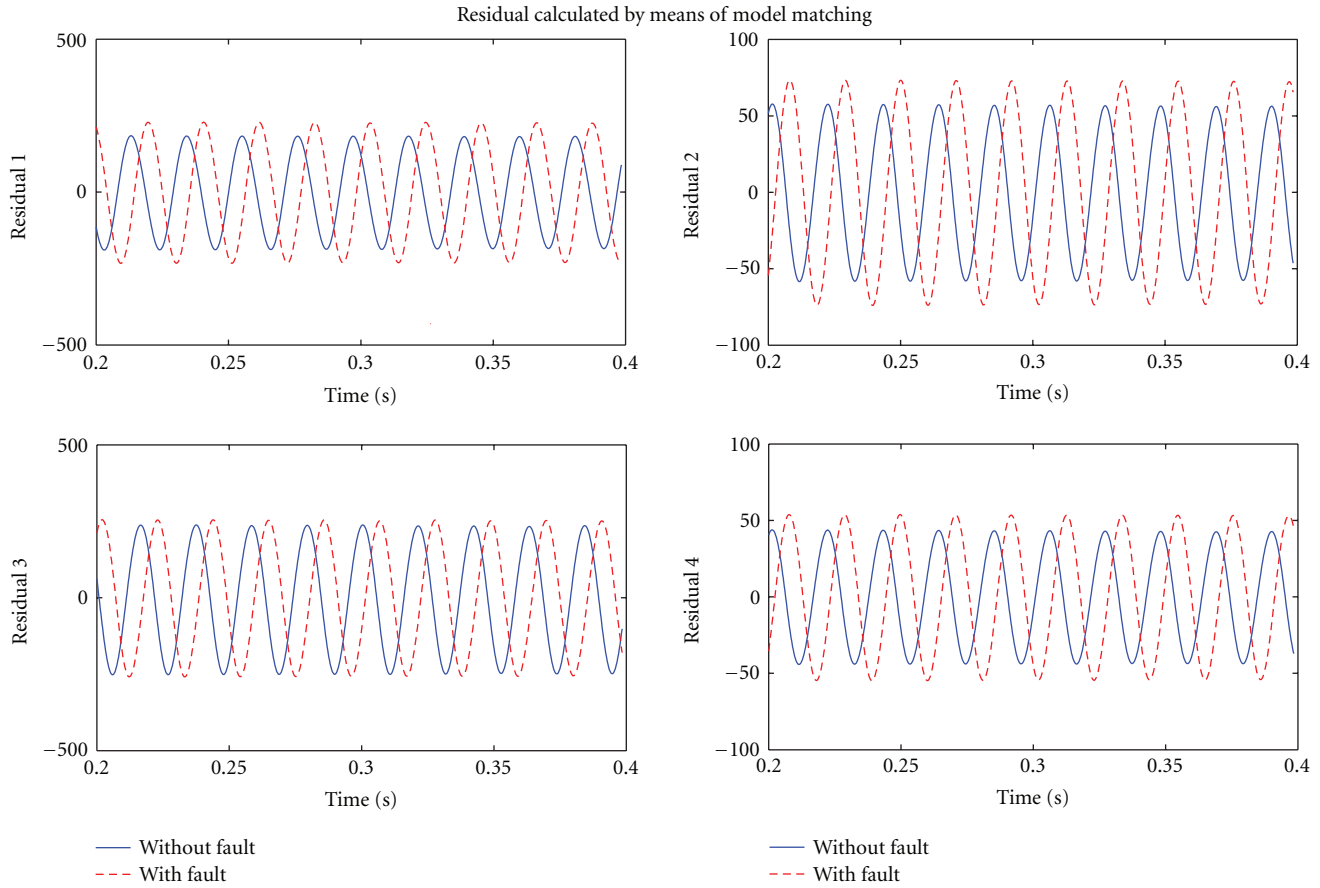 Residual calculated by means of model matching
500
0
−500
Residual 1
0.2 0.25 0.3 0.35 0.4
Time (s)
100
50
0
−50
−100
Residual 2
0.2 0.25 0.3 0.35 0.4
Time (s)
500
0
−500
Residual 3
0.2 0.25 0.3 0.35 0.4
Time (s)
100
50
0
−50
−100
Residual 4
0.2 0.25 0.3 0.35 0.4
Time (s)
Without fault
With fault
Without fault
With fault